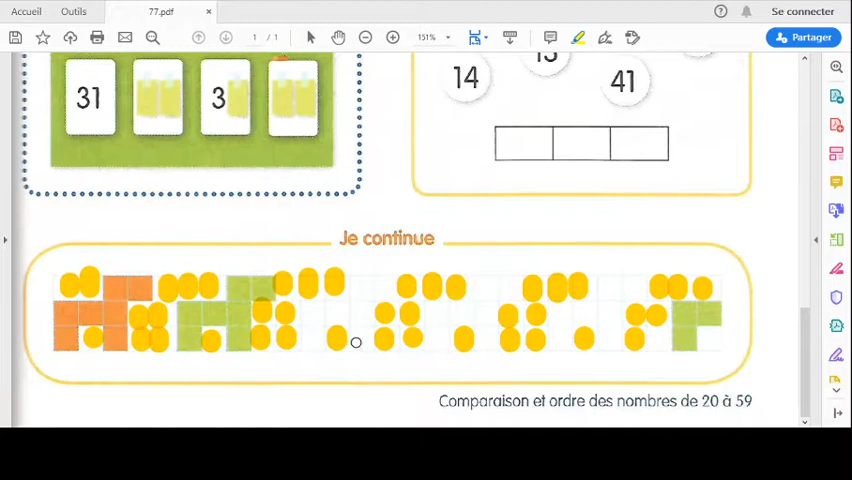 Accueil Outils 77.pdf × Se connecter
1 / 1 151% Partager
31 3
14 41
Je continue
Comparaison et ordre des nombres de 20 à 59